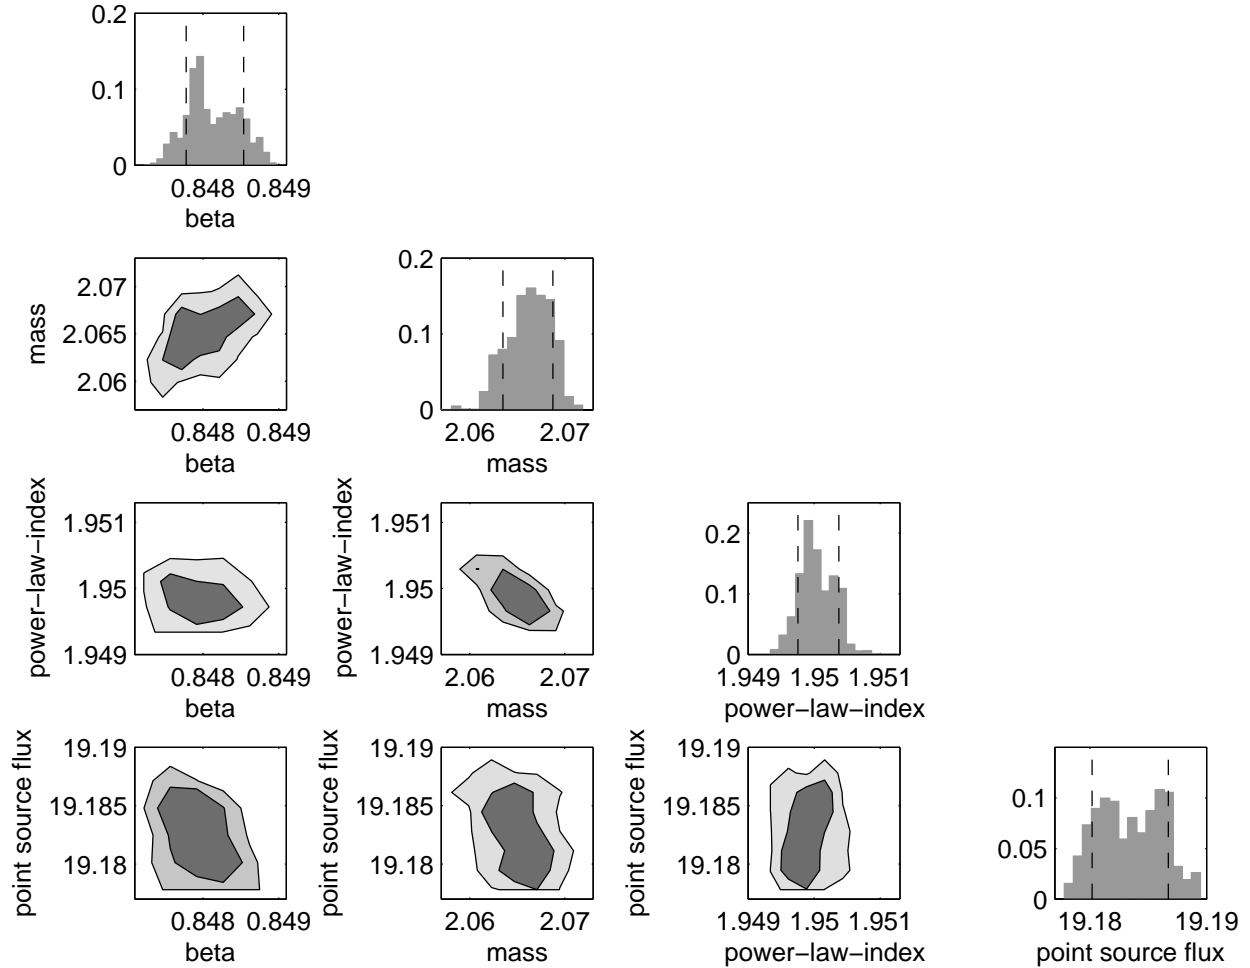 0.2
0.1
0
0.848 0.849
beta
mass
2.07
2.065
2.06
0.848 0.849
beta
0.2
0.1
0
2.06 2.07
mass
power-law-index
1.951
1.95
1.949
0.848 0.849
beta
power-law-index
1.951
1.95
1.949
2.06 2.07
mass
0.2
0.1
0
1.949 1.95 1.951
power-law-index
point source flux
19.19
19.185
19.18
0.848 0.849
beta
point source flux
19.19
19.185
19.18
2.06 2.07
mass
point source flux
19.19
19.185
19.18
1.949 1.95 1.951
power-law-index
0.1
0.05
0
19.18 19.19
point source flux